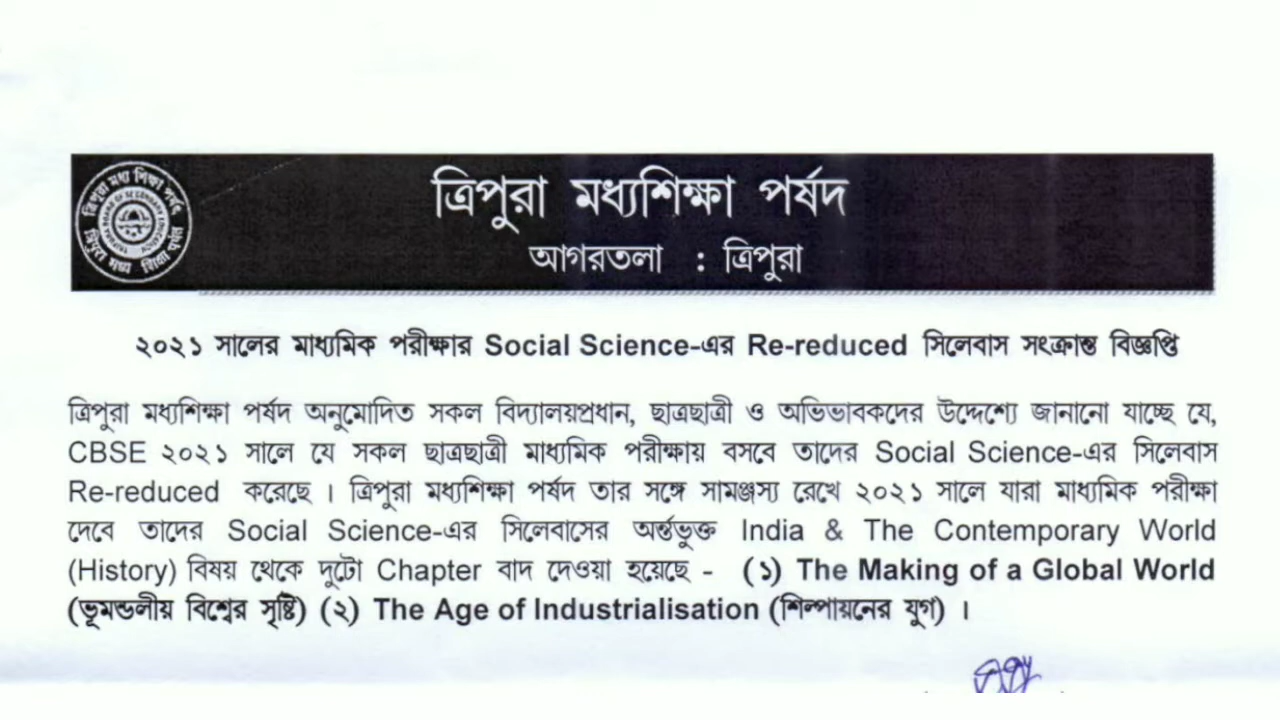 ত্রিপুরা মধ্যশিক্ষা পর্ষদ
আগরতলা : ত্রিপুরা
২০২১ সালের মাধ্যমিক পরীক্ষার Social Science-এর Re-reduced সিলেবাস সংক্রান্ত বিজ্ঞপ্তি
ত্রিপুরা মধ্যশিক্ষা পর্ষদ অনুমোদিত সকল বিদ্যালয়প্রধান, ছাত্রছাত্রী ও অভিভাবকদের উদ্দেশ্যে জানানো যাচ্ছে যে,
CBSE ২০২১ সালে যে সকল ছাত্রছাত্রী মাধ্যমিক পরীক্ষায় বসবে তাদের Social Science-এর সিলেবাস
Re-reduced করেছে । ত্রিপুরা মধ্যশিক্ষা পর্ষদ তার সঙ্গে সামঞ্জস্য রেখে ২০২১ সালে যারা মাধ্যমিক পরীক্ষা
দেবে তাদের Social Science-এর সিলেবাসের অর্ন্তভুক্ত India & The Contemporary World
(History) বিষয় থেকে দুটো Chapter বাদ দেওয়া হয়েছে - (১) The Making of a Global World
(ভূমন্ডলীয় বিশ্বের সৃষ্টি) (২) The Age of Industrialisation (শিল্পায়নের যুগ) ।